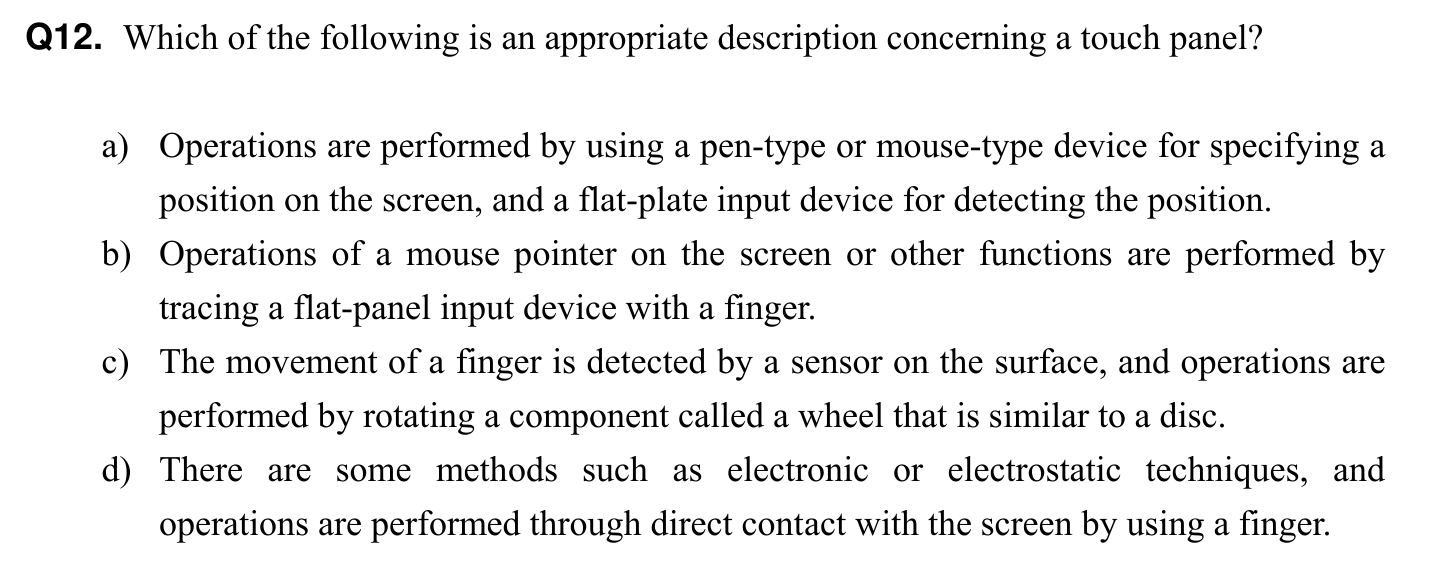 Q12. Which of the following is an appropriate description concerning a touch panel?
a) Operations are performed by using a pen-type or mouse-type device for specifying a
position on the screen, and a flat-plate input device for detecting the position.
b) Operations of a mouse pointer on the screen or other functions are performed by
tracing a flat-panel input device with a finger.
c) The movement of a finger is detected by a sensor on the surface, and operations are
performed by rotating a component called a wheel that is similar to a disc.
d) There are some methods such as electronic or electrostatic techniques, and
operations are performed through direct contact with the screen by using a finger.